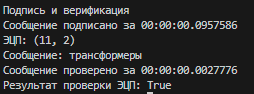 Подпись и верификация
Сообщение подписано за 00:00:00.0957586
ЭЦП: (11, 2)
Сообщение: трансформеры
Сообщение проверено за 00:00:00.0027776
Результат проверки ЭЦП: True